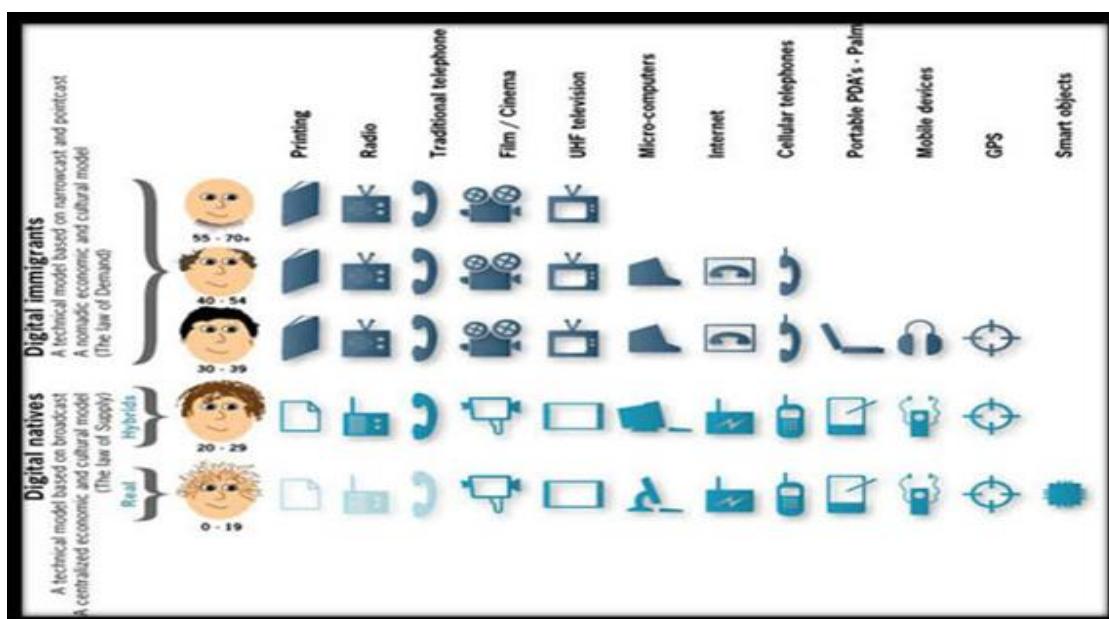 Printing
Radio
Traditional telephone
Film / Cinema
UHF television
Micro-computers
Internet
Cellular telephones
Portable PDA's - Palm
Mobile devices
GPS
Smart objects
Digital immigrants
A technical model based on narrowcast and pointcast
A nomadic economic and cultural model
(The law of Demand)
55 - 70+
40 - 54
30 - 39
Digital natives
A technical model based on broadcast
A centralized economic and cultural model
(The law of Supply)
Hybrids
20 - 29
Real
0 - 19